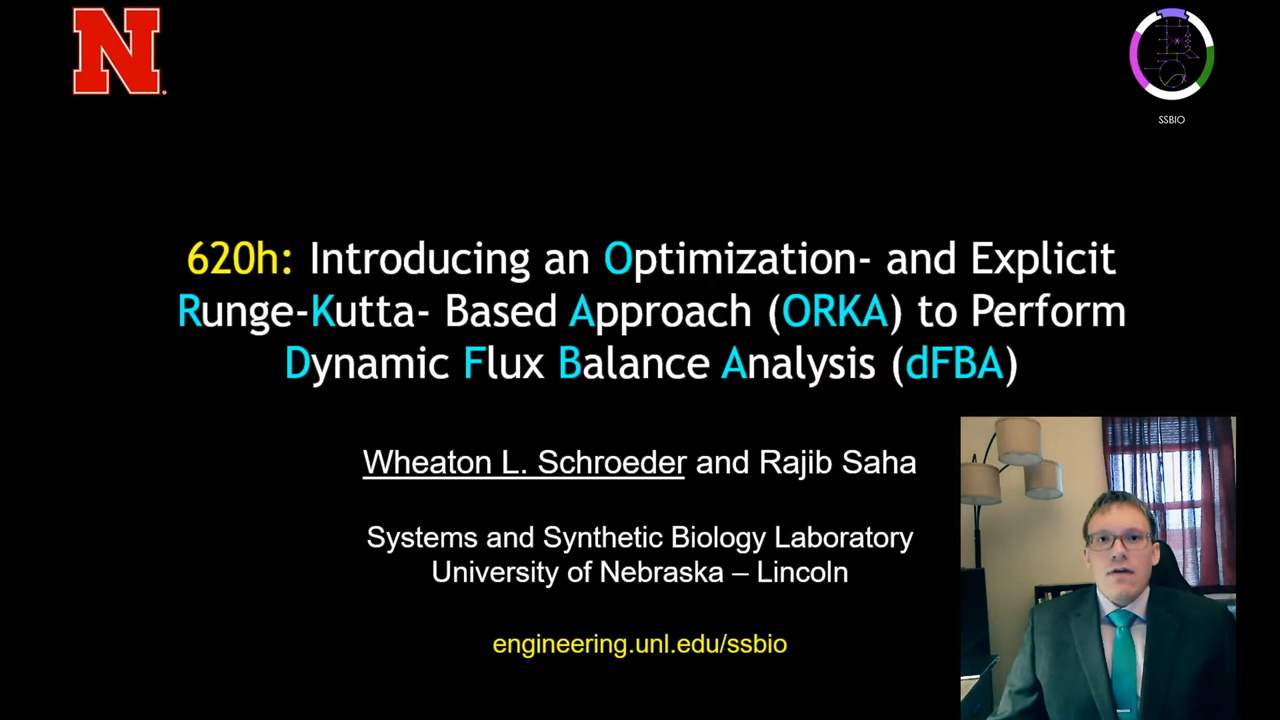 N
SSBIO
620h: Introducing an Optimization- and Explicit
Runge-Kutta- Based Approach (ORKA) to Perform
Dynamic Flux Balance Analysis (dFBA)
Wheaton L. Schroeder and Rajib Saha
Systems and Synthetic Biology Laboratory
University of Nebraska – Lincoln
engineering.unl.edu/ssbio